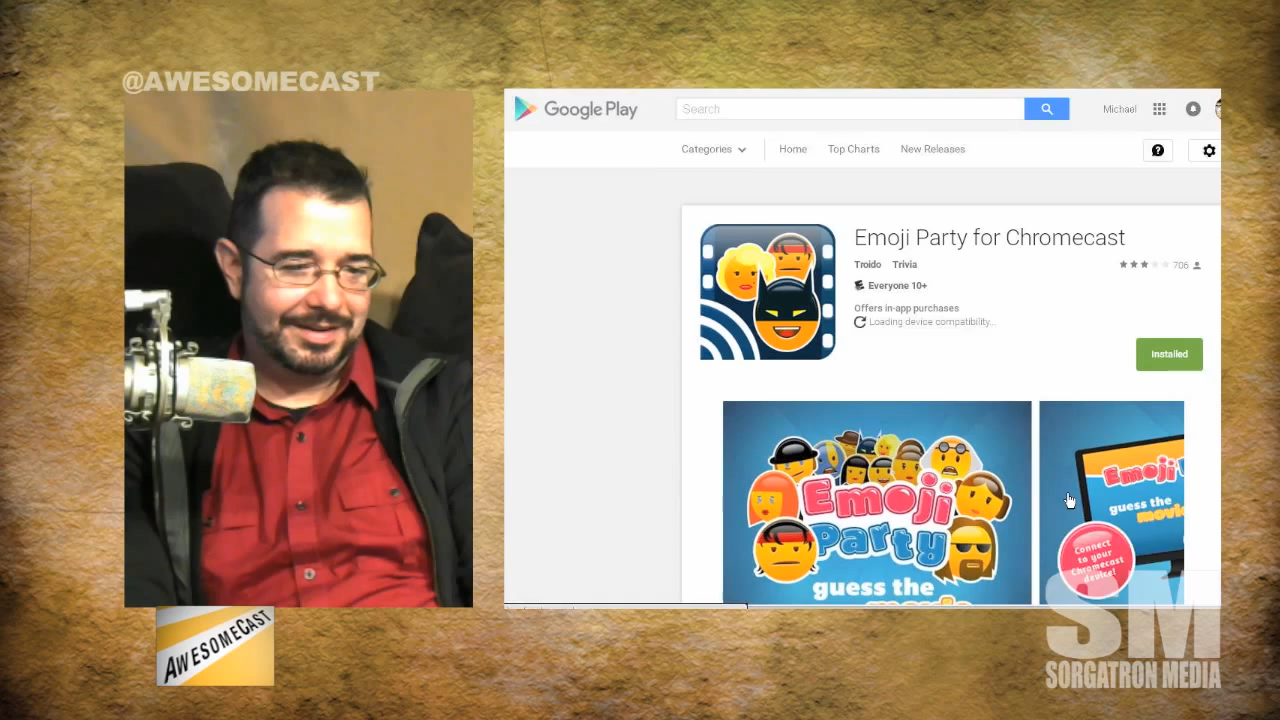 @AWESOMECAST
Google Play
Search
Michael
Categories
Home
Top Charts
New Releases
Emoji Party for Chromecast
Troido Trivia
706
Everyone 10+
Offers in-app purchases
Loading device compatibility...
Installed
Emoji
Party
guess the
Emoji
guess the
Connect
to your
Chromecast
device!
AWESOMECAST
SM
SORGATRON MEDIA